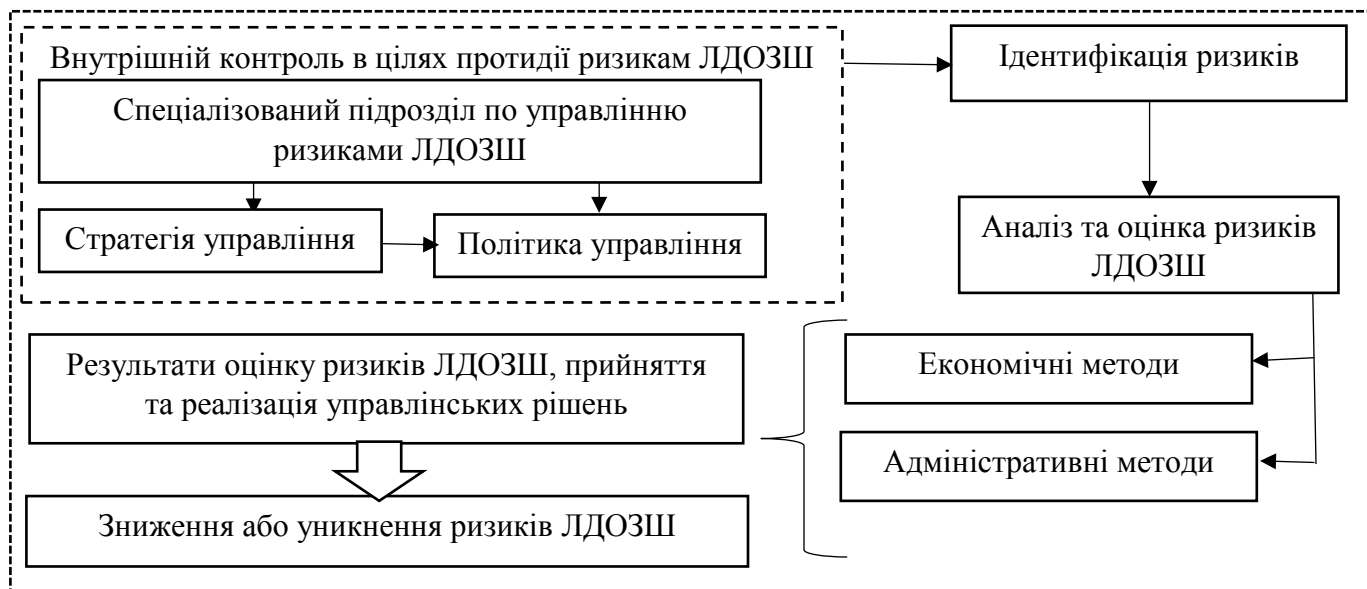 Внутрішній контроль в цілях протидії ризикам ЛДОЗШ
Спеціалізований підрозділ по управлінню
ризиками ЛДОЗШ
Стратегія управління
Політика управління
Ідентифікація ризиків
Аналіз та оцінка ризиків
ЛДОЗШ
Економічні методи
Адміністративні методи
Результати оцінку ризиків ЛДОЗШ, прийняття
та реалізація управлінських рішень
Зниження або уникнення ризиків ЛДОЗШ